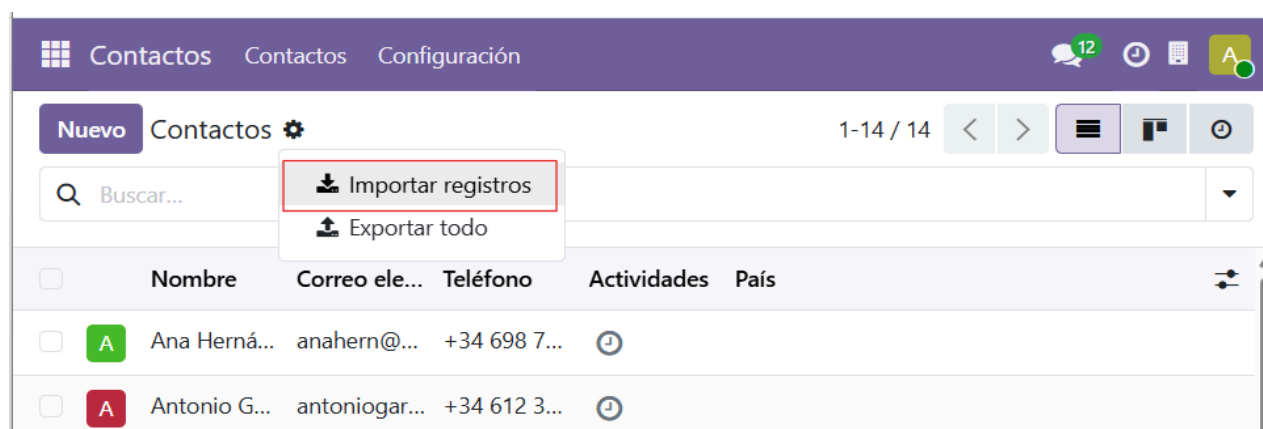 Contactos Contactos Configuración 12 A
Nuevo Contactos 1-14 / 14
Importar registros
Buscar...
Exportar todo
Nombre Correo ele... Teléfono Actividades País
A Ana Herná... anahern@... +34 698 7...
A Antonio G... antoniogar... +34 612 3...